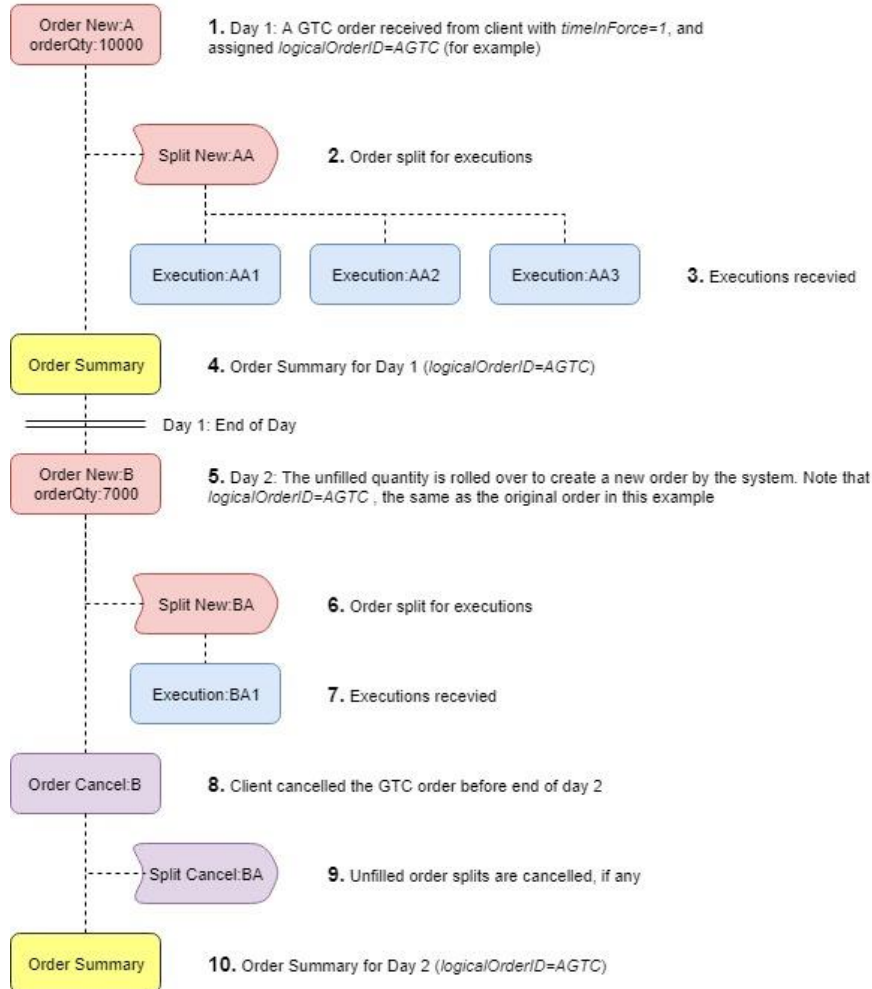 Order New:A
orderQty:10000
1. Day 1: A GTC order received from client with timeInForce=1, and
assigned logicalOrderID=AGTC (for example)
Split New:AA
2. Order split for executions
Execution:AA1
Execution:AA2
Execution:AA3
3. Executions recevied
Order Summary
4. Order Summary for Day 1 (logicalOrderID=AGTC)
Day 1: End of Day
Order New:B
orderQty:7000
5. Day 2: The unfilled quantity is rolled over to create a new order by the system. Note that
logicalOrderID=AGTC , the same as the original order in this example
Split New:BA
6. Order split for executions
Execution:BA1
7. Executions recevied
Order Cancel:B
8. Client cancelled the GTC order before end of day 2
Split Cancel:BA
9. Unfilled order splits are cancelled, if any
Order Summary
10. Order Summary for Day 2 (logicalOrderID=AGTC)